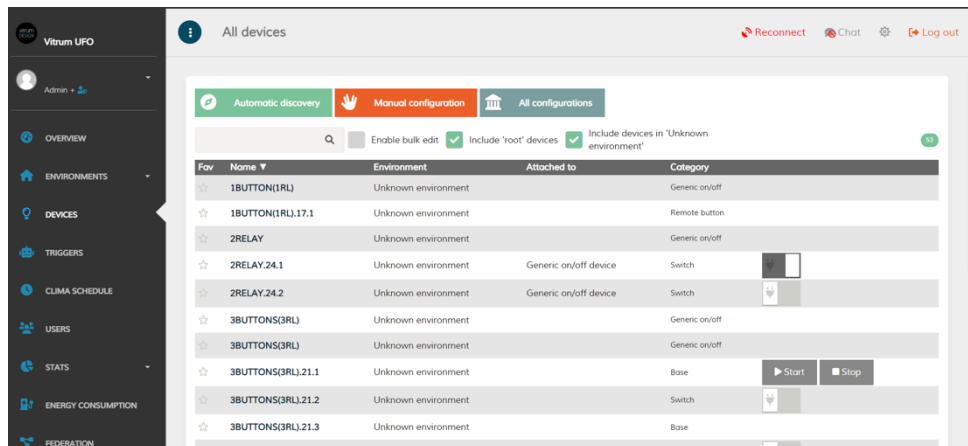 vitrum
DESIGN
Vitrum UFO
All devices
Reconnect
Chat
Log out
Admin +
Automatic discovery
Manual configuration
All configurations
OVERVIEW
ENVIRONMENTS
DEVICES
TRIGGERS
CLIMA SCHEDULE
USERS
STATS
ENERGY CONSUMPTION
FEDERATION
Enable bulk edit
Include 'root' devices
Include devices in 'Unknown
environment'
53
Fav Name ▼ Environment Attached to Category
1BUTTON(1RL) Unknown environment Generic on/off
1BUTTON(1RL).17.1 Unknown environment Remote button
2RELAY Unknown environment Generic on/off
2RELAY.24.1 Unknown environment Generic on/off device Switch
2RELAY.24.2 Unknown environment Generic on/off device Switch
3BUTTONS(3RL) Unknown environment Generic on/off
3BUTTONS(3RL) Unknown environment Generic on/off
3BUTTONS(3RL).21.1 Unknown environment Base Start Stop
3BUTTONS(3RL).21.2 Unknown environment Switch
3BUTTONS(3RL).21.3 Unknown environment Base